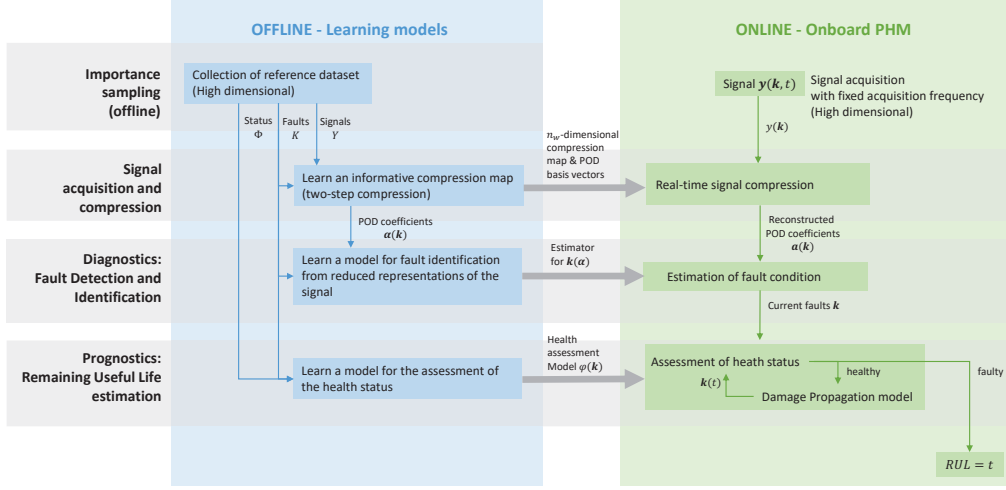 OFFLINE - Learning models
ONLINE - Onboard PHM
Importance
sampling
(offline)
Collection of reference dataset
(High dimensional)
Signal 𝒚(𝒌, 𝑡)
Signal acquisition
with fixed acquisition frequency
(High dimensional)
Status
Φ
Faults
𝐾
Signals
𝑌
𝑦(𝒌)
𝑛𝑤-dimensional
compression
map & POD
basis vectors
Signal
acquisition and
compression
Learn an informative compression map
(two-step compression)
Real-time signal compression
POD coefficients
𝜶(𝒌)
Reconstructed
POD coefficients
𝒂(𝒌)
Diagnostics:
Fault Detection and
Identification
Learn a model for fault identification
from reduced representations of the
signal
Estimator
for 𝒌(𝜶)
Estimation of fault condition
Current faults 𝒌
Prognostics:
Remaining Useful Life
estimation
Learn a model for the assessment of
the health status
Health
assessment
Model 𝜑(𝒌)
Assessment of heath status
healthy
faulty
𝒌(𝑡)
Damage Propagation model
𝑅𝑈𝐿 = 𝑡